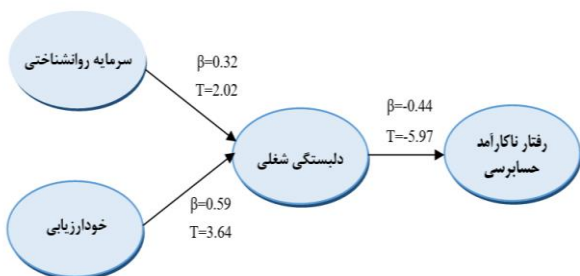 سرمایه روانشناختی
β=0.32
T=2.02
β=-0.44
T=-5.97
دلبستگی شغلی
رفتار ناکارآمد
حسابرسی
β=0.59
T=3.64
خودارزیابی